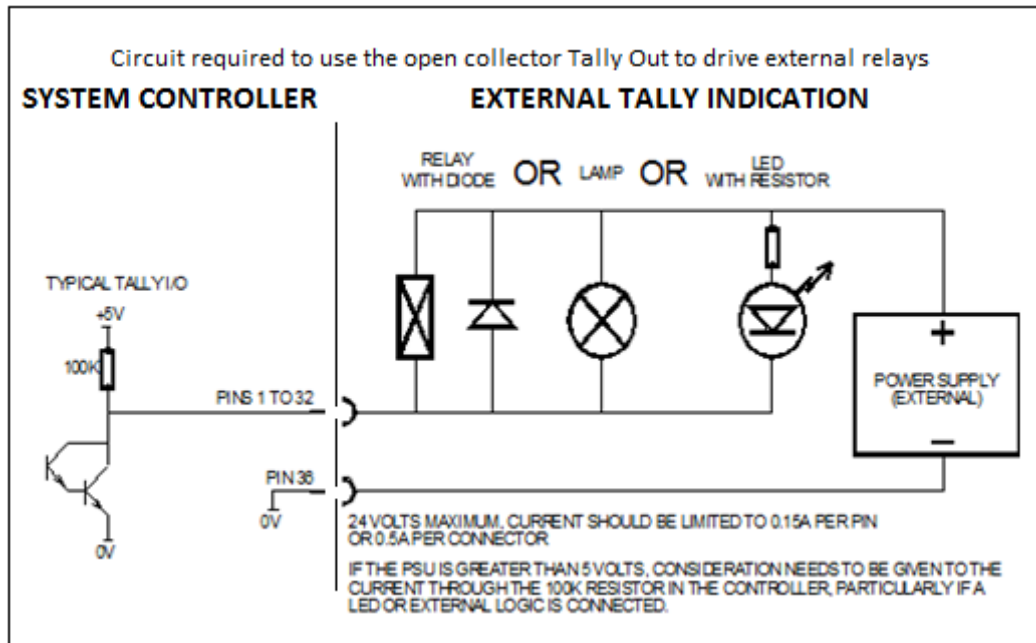 Circuit required to use the open collector Tally Out to drive external relays
SYSTEM CONTROLLER
EXTERNAL TALLY INDICATION
RELAY
WITH DIODE
OR
LAMP
OR
LED
WITH RESISTOR
TYPICAL TALLY I/O
+5V
100K
PINS 1 TO 32
POWER SUPPLY
(EXTERNAL)
+
−
PIN 36
0V
0V
24 VOLTS MAXIMUM, CURRENT SHOULD BE LIMITED TO 0.15A PER PIN
OR 0.5A PER CONNECTOR
IF THE PSU IS GREATER THAN 5 VOLTS, CONSIDERATION NEEDS TO BE GIVEN TO THE
CURRENT THROUGH THE 100K RESISTOR IN THE CONTROLLER, PARTICULARLY IF A
LED OR EXTERNAL LOGIC IS CONNECTED.